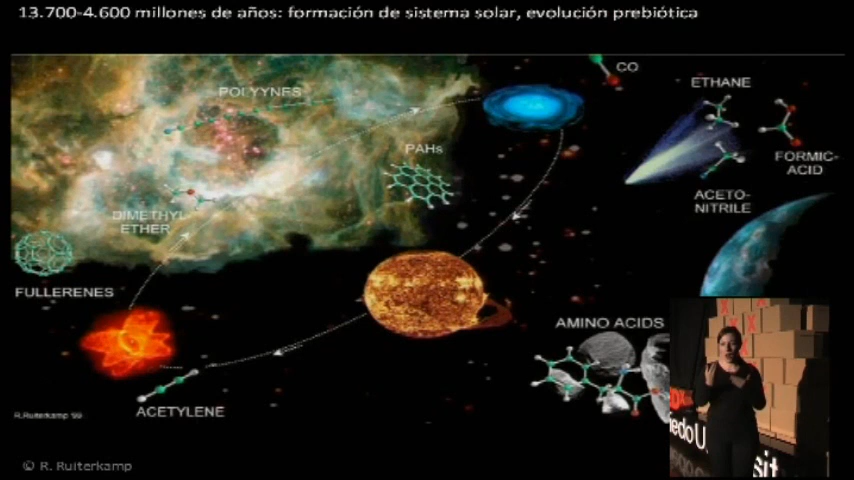 13.700-4.600 millones de años: formación de sistema solar, evolución prebiótica
CO
ETHANE
POLYYNES
PAHs
FORMIC-
ACID
ACETO-
NITRILE
DIMETHYL
ETHER
FULLERENES
AMINO ACIDS
ACETYLENE
R.Ruiterkamp 99
© R. Ruiterkamp